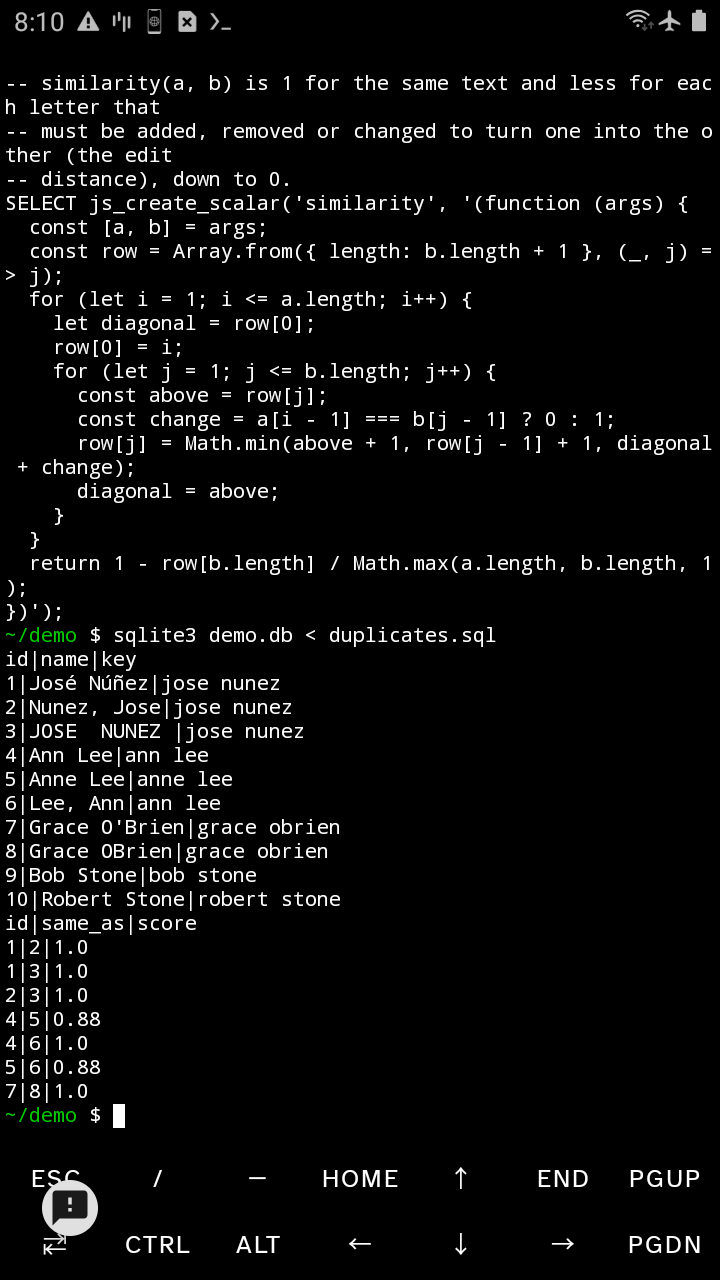 8:10
-- similarity(a, b) is 1 for the same text and less for eac
h letter that
-- must be added, removed or changed to turn one into the o
ther (the edit
-- distance), down to 0.
SELECT js_create_scalar('similarity', '(function (args) {
  const [a, b] = args;
  const row = Array.from({ length: b.length + 1 }, (_, j) =
> j);
  for (let i = 1; i <= a.length; i++) {
    let diagonal = row[0];
    row[0] = i;
    for (let j = 1; j <= b.length; j++) {
      const above = row[j];
      const change = a[i - 1] === b[j - 1] ? 0 : 1;
      row[j] = Math.min(above + 1, row[j - 1] + 1, diagonal
 + change);
      diagonal = above;
    }
  }
  return 1 - row[b.length] / Math.max(a.length, b.length, 1
);
})');
~/demo $ sqlite3 demo.db < duplicates.sql
id|name|key
1|José Núñez|jose nunez
2|Nunez, Jose|jose nunez
3|JOSE  NUNEZ |jose nunez
4|Ann Lee|ann lee
5|Anne Lee|anne lee
6|Lee, Ann|ann lee
7|Grace O'Brien|grace obrien
8|Grace OBrien|grace obrien
9|Bob Stone|bob stone
10|Robert Stone|robert stone
id|same_as|score
1|2|1.0
1|3|1.0
2|3|1.0
4|5|0.88
4|6|1.0
5|6|0.88
7|8|1.0
~/demo $
ESC / — HOME ↑ END PGUP
CTRL ALT ← ↓ → PGDN